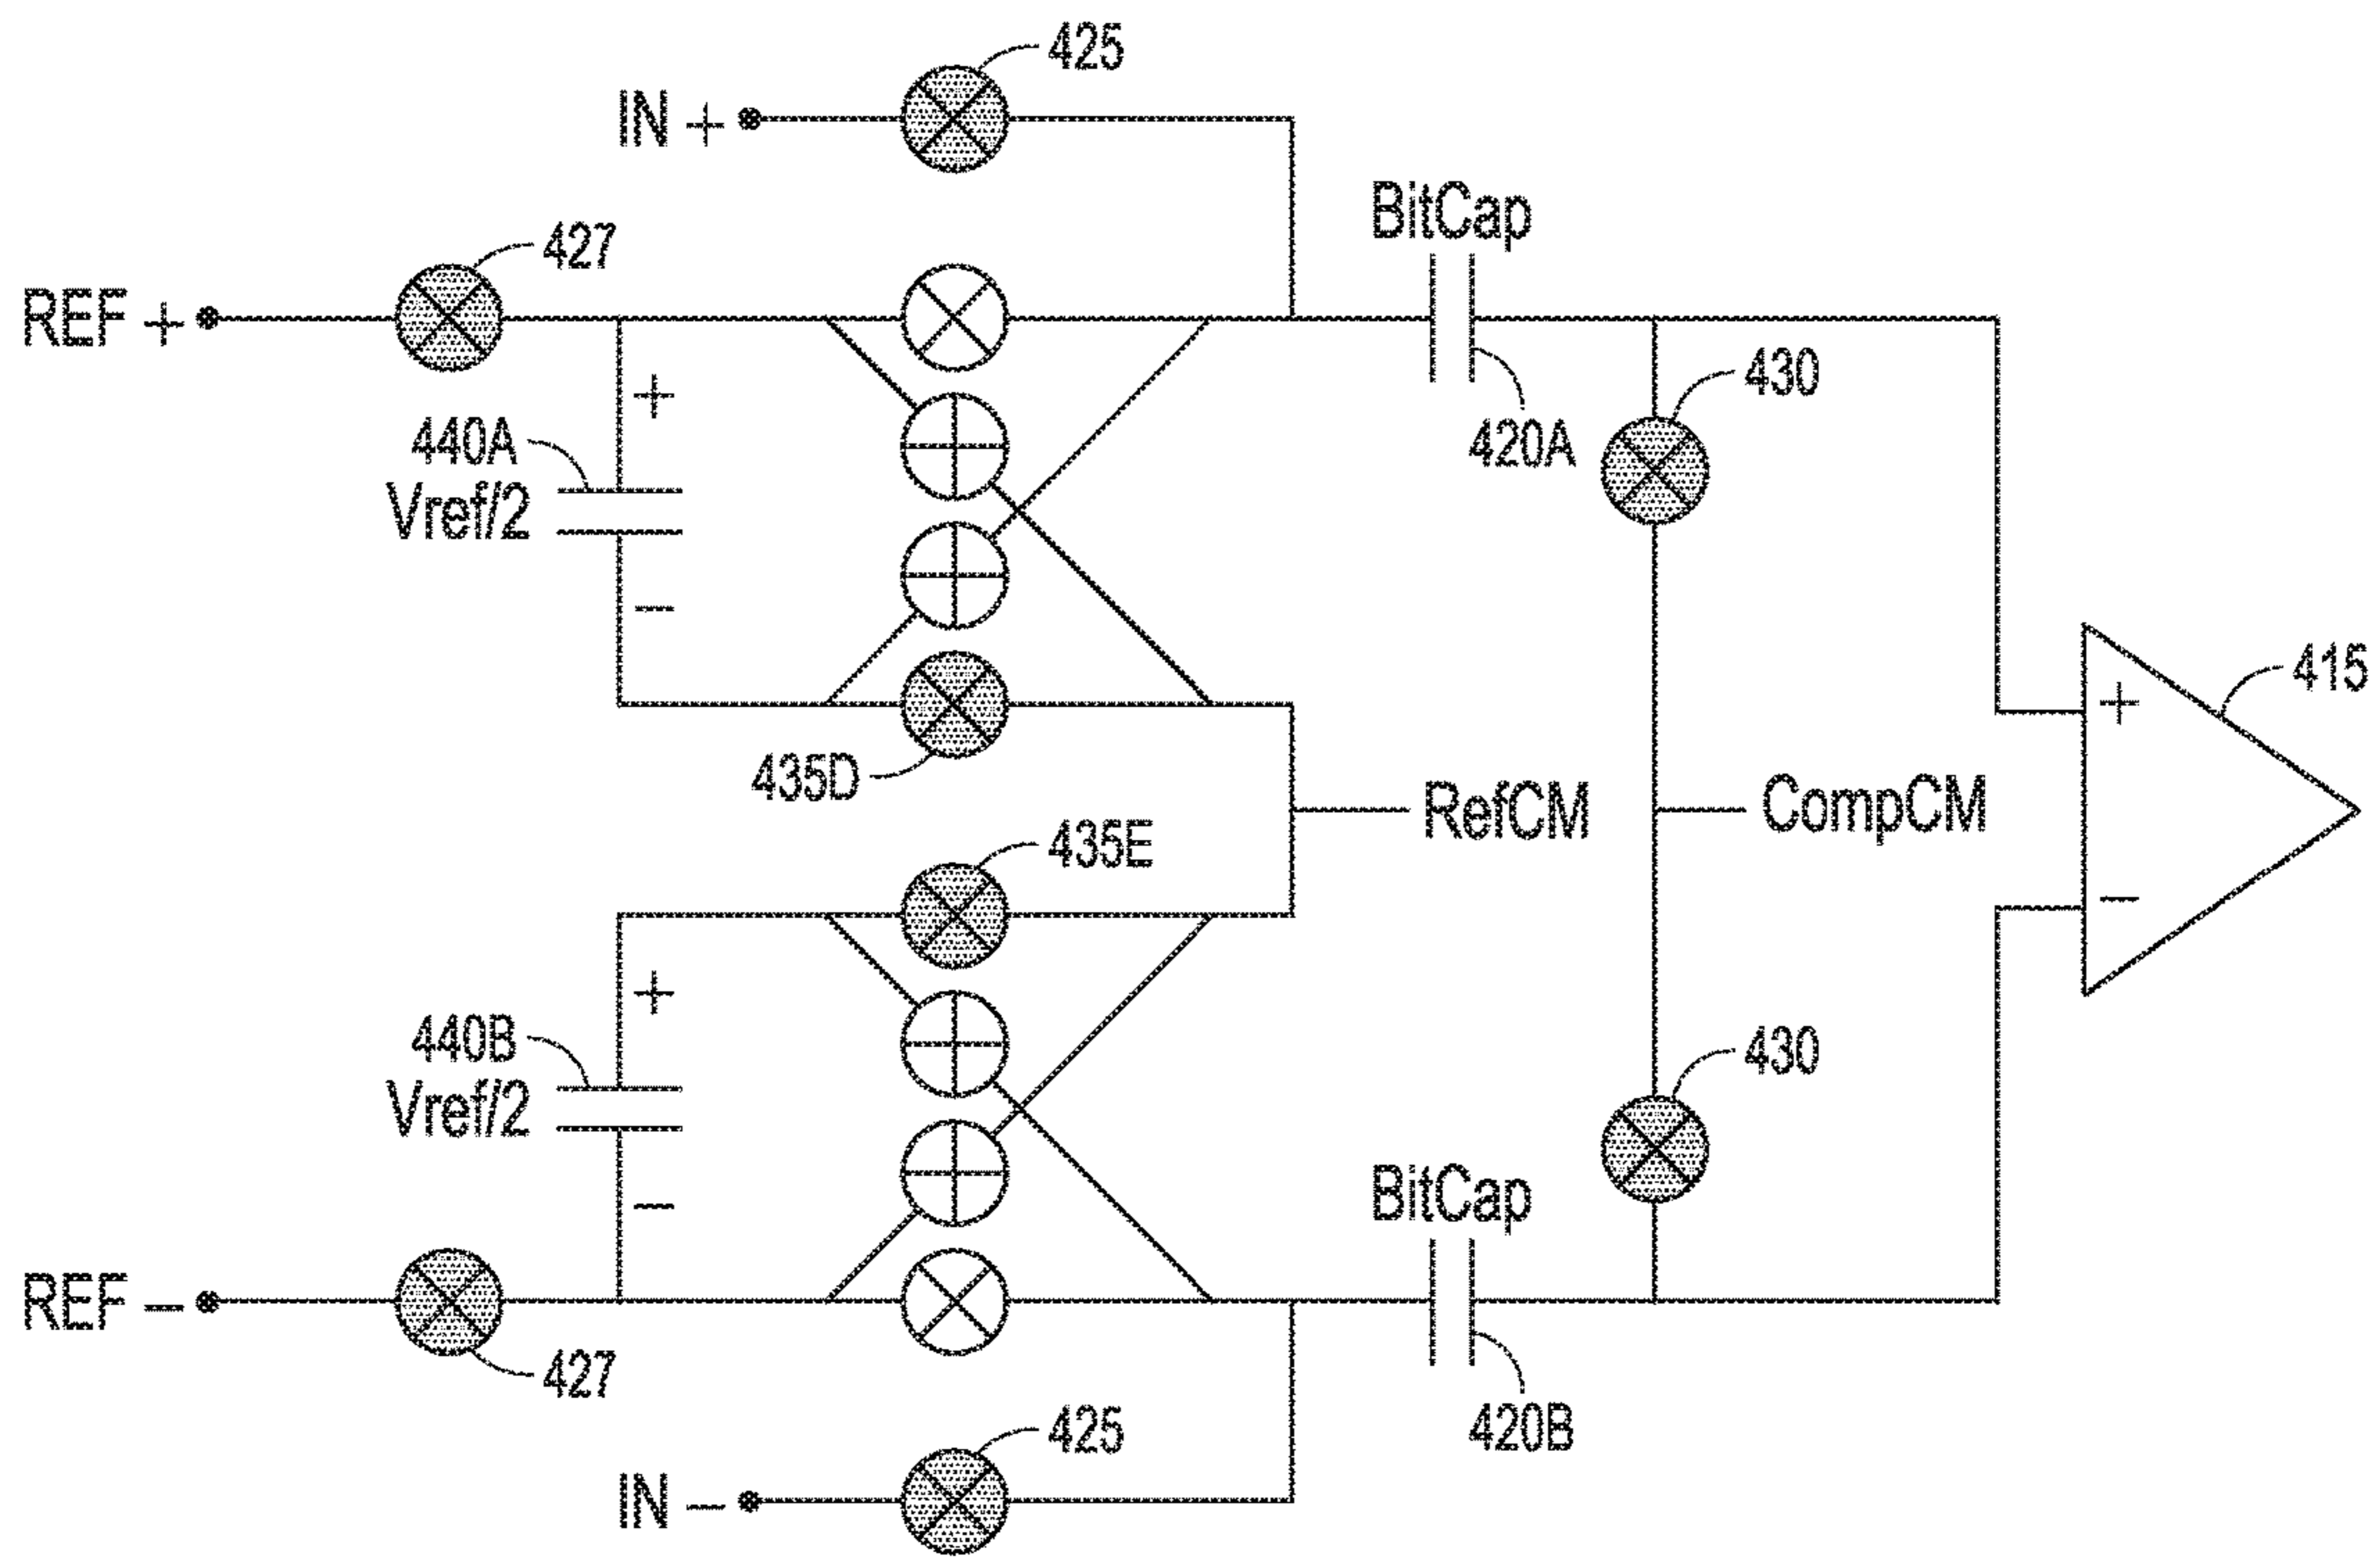 425
IN +
BitCap
427
REF +
+
430
440A
Vref/2
420A
−
435D
+
415
RefCM
CompCM
435E
−
+
440B
Vref/2
430
−
BitCap
REF −
427
420B
425
IN −